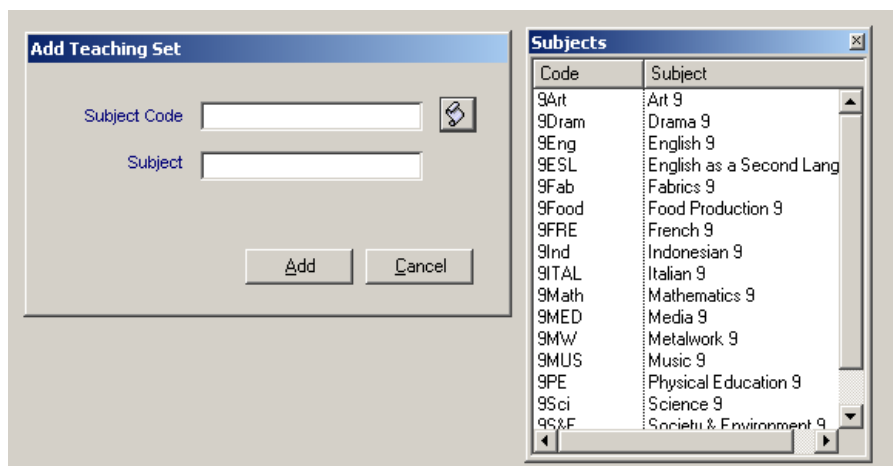 Add Teaching Set
Subject Code
Subject
Add
Cancel
Subjects
Code Subject
9Art Art 9
9Dram Drama 9
9Eng English 9
9ESL English as a Second Lang
9Fab Fabrics 9
9Food Food Production 9
9FRE French 9
9Ind Indonesian 9
9ITAL Italian 9
9Math Mathematics 9
9MED Media 9
9MW Metalwork 9
9MUS Music 9
9PE Physical Education 9
9Sci Science 9
9S&E Society & Environment 9